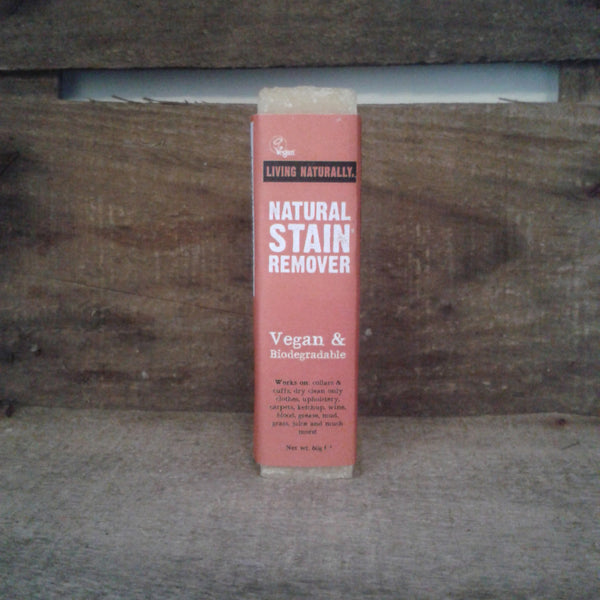 Vegan
LIVING NATURALLY.
NATURAL
STAIN
REMOVER
Vegan &
Biodegradable
Works on: collars &
cuffs, dry clean only
clothes, upholstery,
carpets, ketchup, wine,
blood, grease, mud,
grass, juice and much
more!
Net wt. 60g